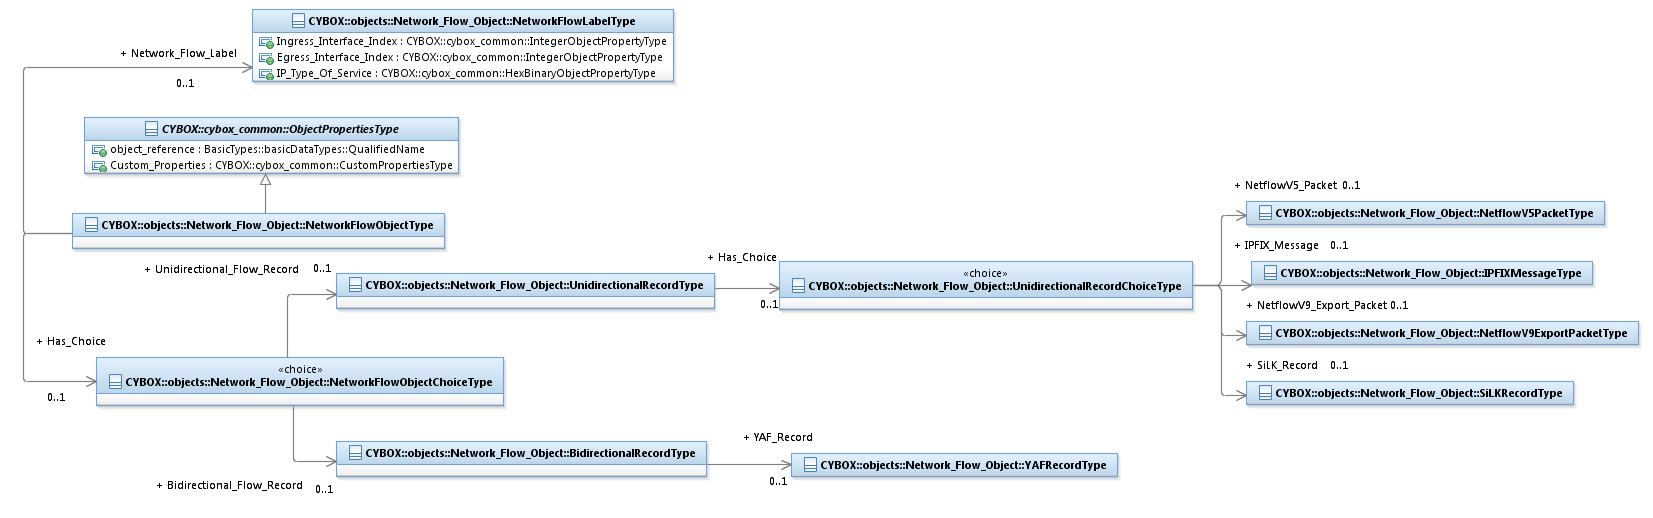 CYBOX::objects::Network_Flow_Object::NetworkFlowLabelType
Ingress_Interface_Index : CYBOX::cybox_common::IntegerObjectPropertyType
Egress_Interface_Index : CYBOX::cybox_common::IntegerObjectPropertyType
IP_Type_Of_Service : CYBOX::cybox_common::HexBinaryObjectPropertyType
+ Network_Flow_Label
0..1
CYBOX::cybox_common::ObjectPropertiesType
object_reference : BasicTypes::basicDataTypes::QualifiedName
Custom_Properties : CYBOX::cybox_common::CustomPropertiesType
CYBOX::objects::Network_Flow_Object::NetworkFlowObjectType
+ Unidirectional_Flow_Record 0..1
CYBOX::objects::Network_Flow_Object::UnidirectionalRecordType
+ Has_Choice
0..1
«choice»
CYBOX::objects::Network_Flow_Object::UnidirectionalRecordChoiceType
+ NetflowV5_Packet 0..1
CYBOX::objects::Network_Flow_Object::NetflowV5PacketType
+ IPFIX_Message 0..1
CYBOX::objects::Network_Flow_Object::IPFIXMessageType
+ NetflowV9_Export_Packet 0..1
CYBOX::objects::Network_Flow_Object::NetflowV9ExportPacketType
+ SiLK_Record 0..1
CYBOX::objects::Network_Flow_Object::SiLKRecordType
+ Has_Choice
0..1
«choice»
CYBOX::objects::Network_Flow_Object::NetworkFlowObjectChoiceType
CYBOX::objects::Network_Flow_Object::BidirectionalRecordType
+ Bidirectional_Flow_Record 0..1
+ YAF_Record
0..1
CYBOX::objects::Network_Flow_Object::YAFRecordType